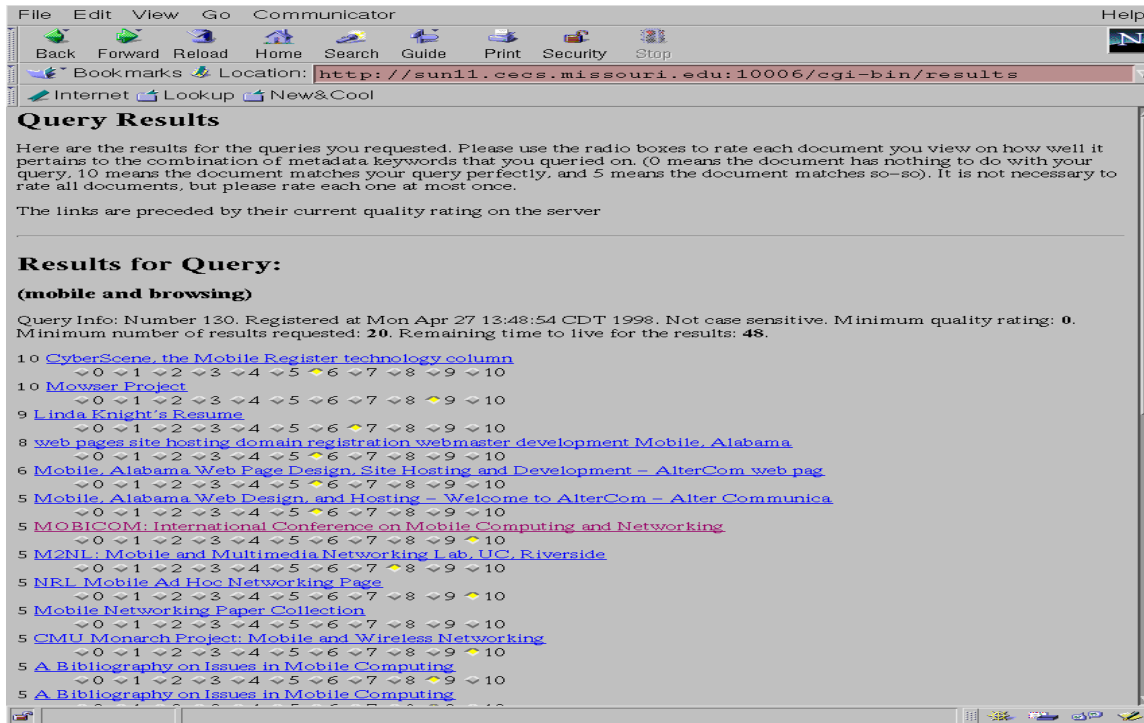 File Edit View Go Communicator Help
Back Forward Reload Home Search Guide Print Security Stop
N
Bookmarks Location: http://sun11.cecs.missouri.edu:10006/cgi-bin/results
Internet Lookup New&Cool
Query Results
Here are the results for the queries you requested. Please use the radio boxes to rate each document you view on how well it
pertains to the combination of metadata keywords that you queried on. (0 means the document has nothing to do with your
query, 10 means the document matches your query perfectly, and 5 means the document matches so-so). It is not necessary to
rate all documents, but please rate each one at most once.
The links are preceded by their current quality rating on the server
Results for Query:
(mobile and browsing)
Query Info: Number 130. Registered at Mon Apr 27 13:48:54 CDT 1998. Not case sensitive. Minimum quality rating: 0.
Minimum number of results requested: 20. Remaining time to live for the results: 48.
10 CyberScene, the Mobile Register technology column
0 1 2 3 4 5 6 7 8 9 10
10 Mowser Project
0 1 2 3 4 5 6 7 8 9 10
9 Linda Knight's Resume
0 1 2 3 4 5 6 7 8 9 10
8 web pages site hosting domain registration webmaster development Mobile, Alabama
0 1 2 3 4 5 6 7 8 9 10
6 Mobile, Alabama Web Page Design, Site Hosting and Development - AlterCom web pag
0 1 2 3 4 5 6 7 8 9 10
5 Mobile, Alabama Web Design, and Hosting - Welcome to AlterCom - Alter Communica
0 1 2 3 4 5 6 7 8 9 10
5 MOBICOM: International Conference on Mobile Computing and Networking
0 1 2 3 4 5 6 7 8 9 10
5 M2NL: Mobile and Multimedia Networking Lab, UC, Riverside
0 1 2 3 4 5 6 7 8 9 10
5 NRL Mobile Ad Hoc Networking Page
0 1 2 3 4 5 6 7 8 9 10
5 Mobile Networking Paper Collection
0 1 2 3 4 5 6 7 8 9 10
5 CMU Monarch Project: Mobile and Wireless Networking
0 1 2 3 4 5 6 7 8 9 10
5 A Bibliography on Issues in Mobile Computing
0 1 2 3 4 5 6 7 8 9 10
5 A Bibliography on Issues in Mobile Computing